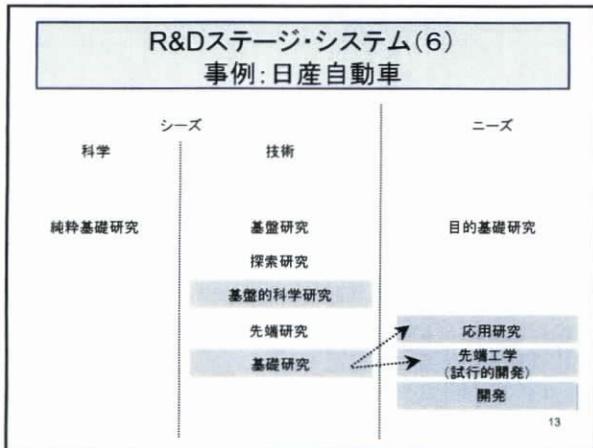 R&Dステージ・システム(6)
事例:日産自動車
シーズ
ニーズ
科学
技術
純粋基礎研究
基盤研究
目的基礎研究
探索研究
基盤的科学研究
先端研究
応用研究
基礎研究
先端工学
(試行的開発)
開発
13